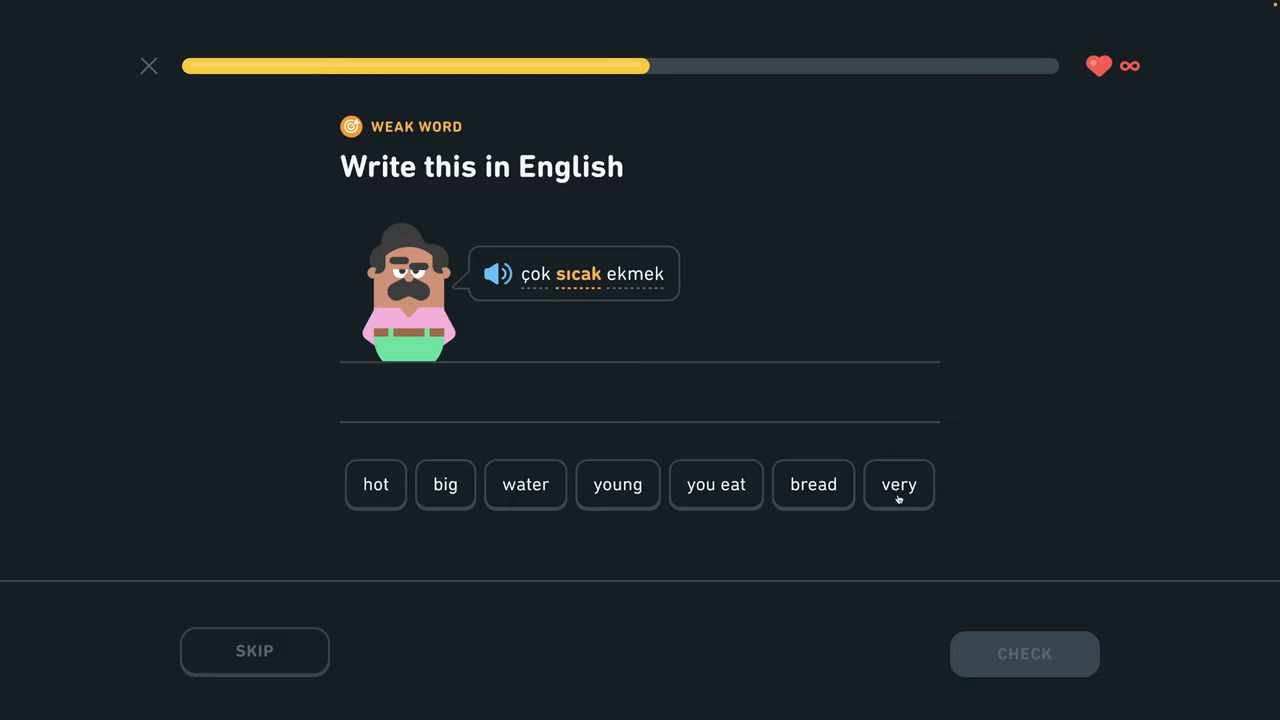 WEAK WORD
Write this in English
çok sıcak ekmek
hot big water young you eat bread very
SKIP CHECK